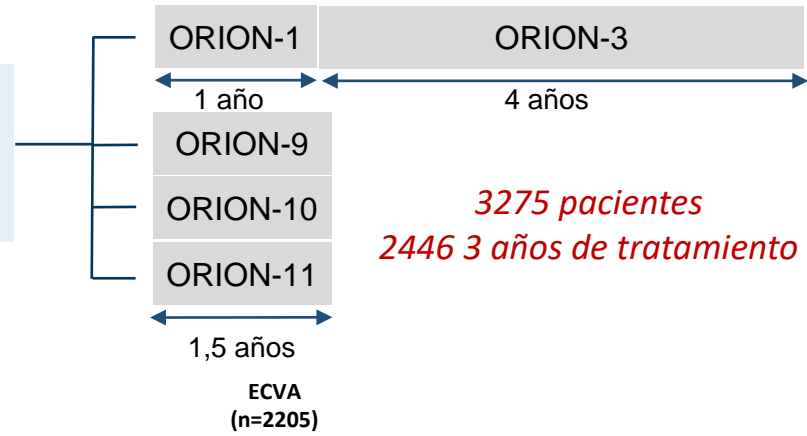 ORION-1
ORION-3
1 año
4 años
ORION-9
ORION-10
ORION-11
3275 pacientes
2446 3 años de tratamiento
1,5 años
ECVA
(n=2205)